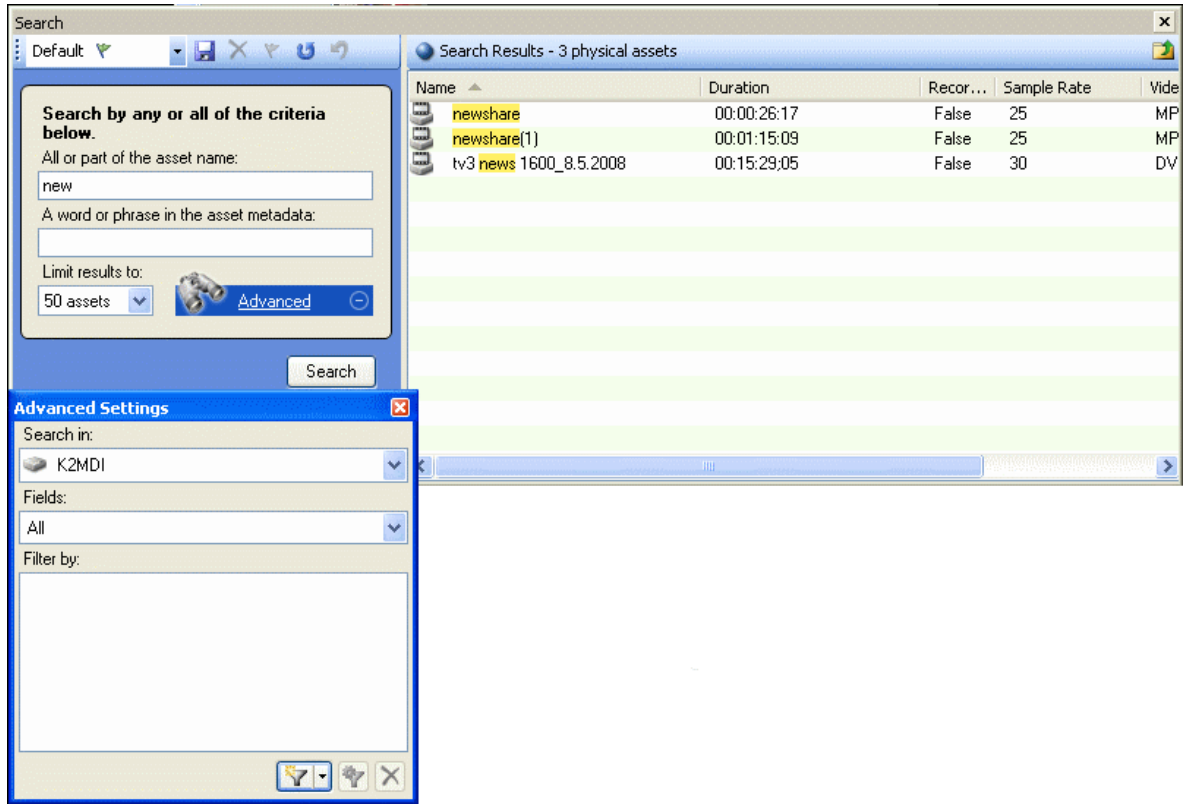 Search
Default
Search Results - 3 physical assets
Search by any or all of the criteria
below.
All or part of the asset name:
new
A word or phrase in the asset metadata:
Limit results to:
50 assets
Advanced
Search
Name Duration Recor... Sample Rate Vide
newshare 00:00:26:17 False 25 MP
newshare(1) 00:01:15:09 False 25 MP
tv3 news 1600_8.5.2008 00:15:29;05 False 30 DV
Advanced Settings
Search in:
K2MDI
Fields:
All
Filter by: